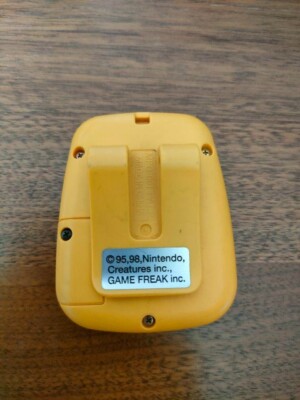 ©95,98,Nintendo,
Creatures inc.,
GAME FREAK inc.